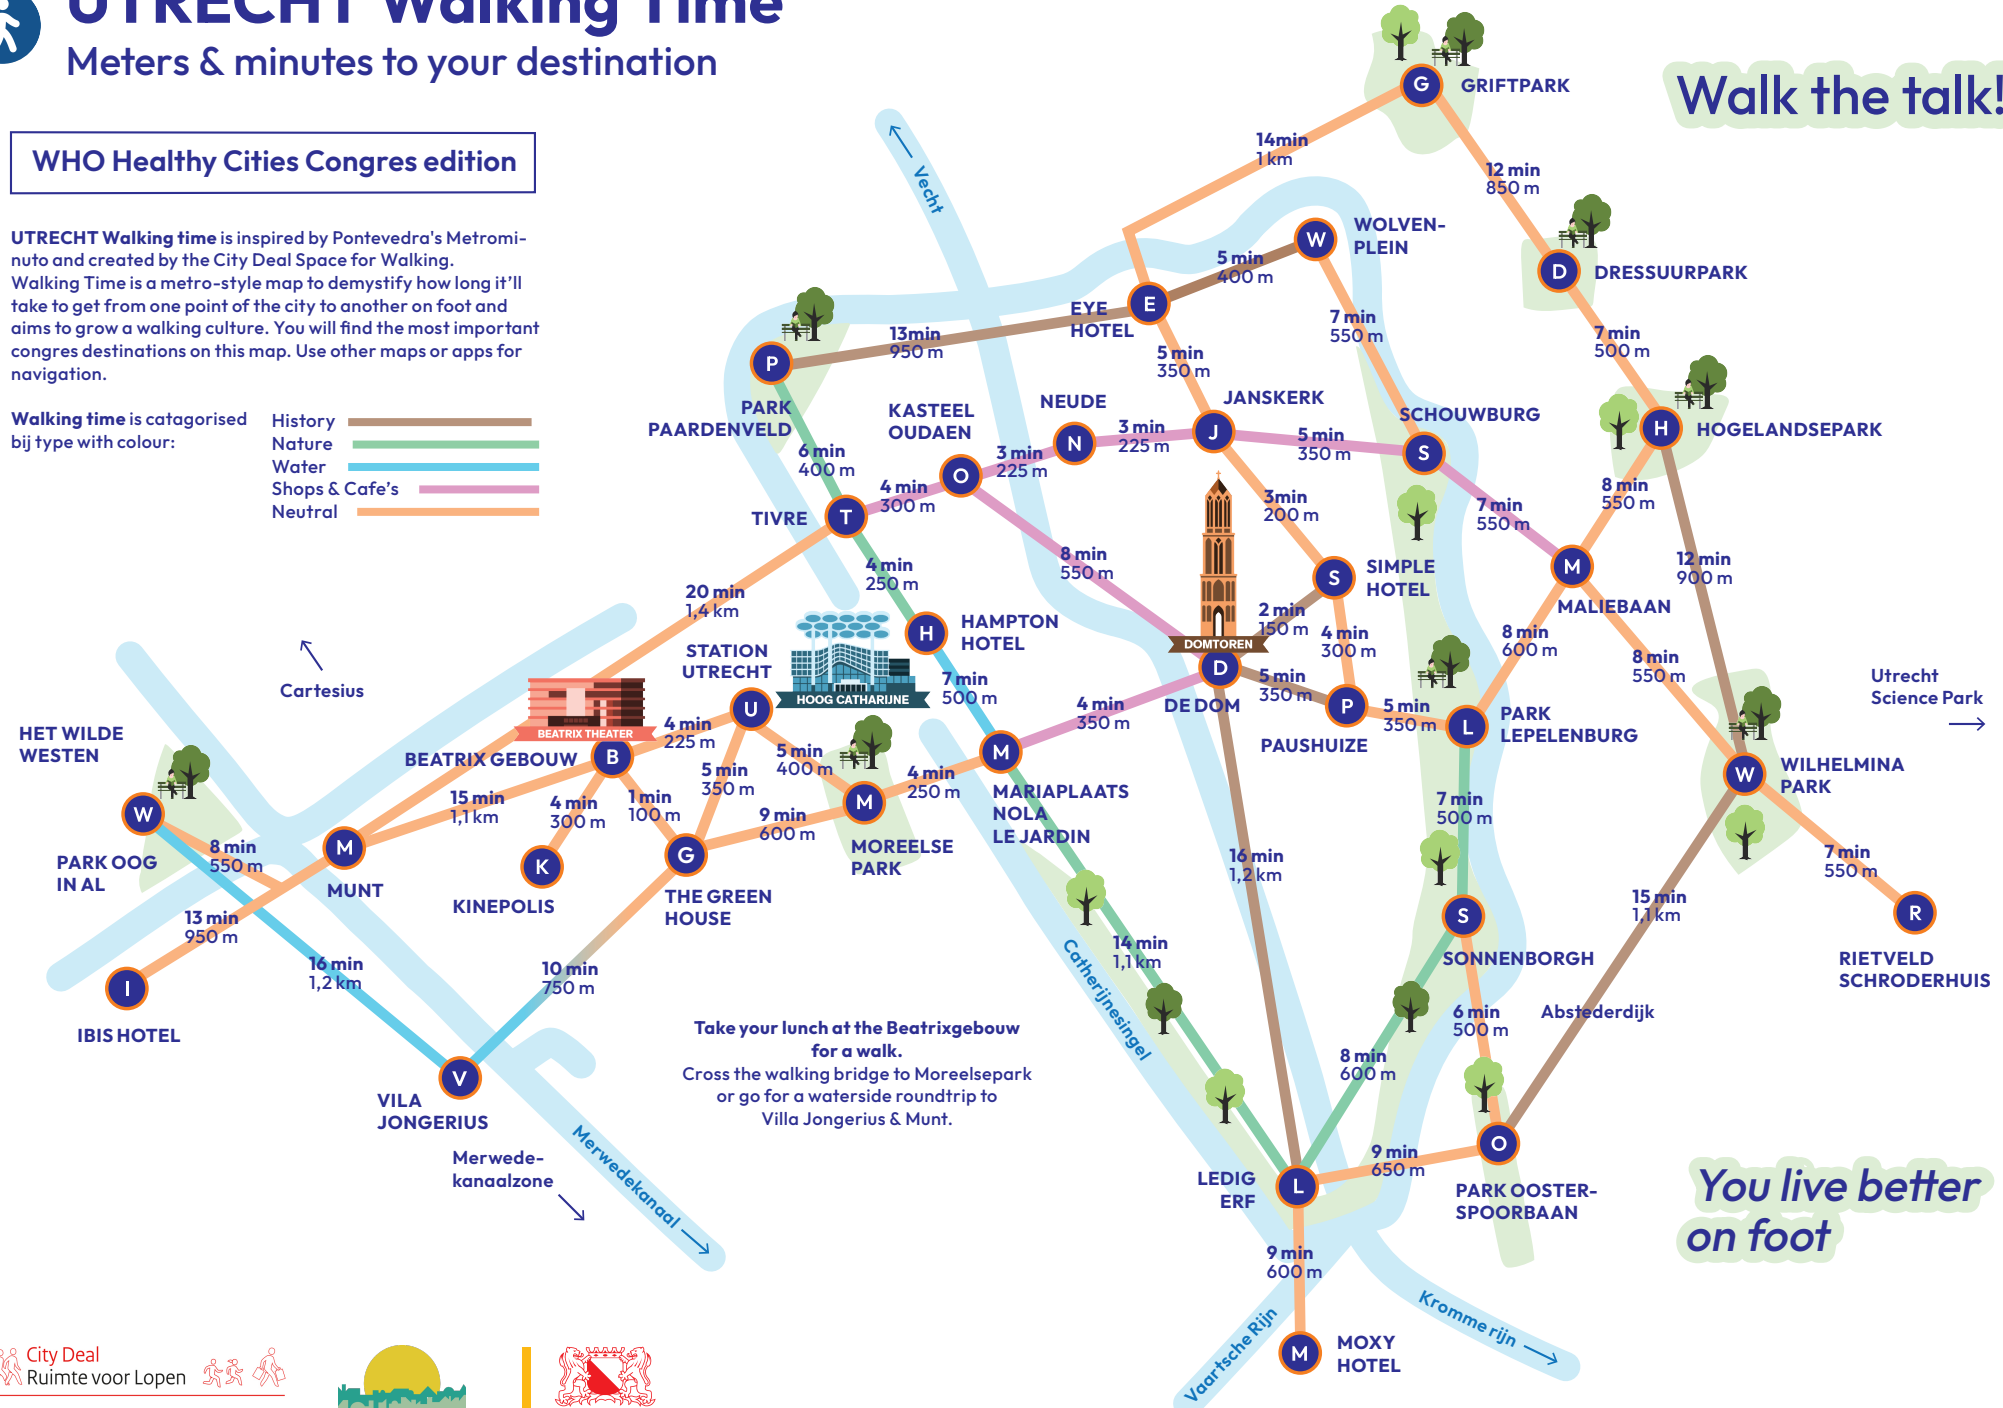 UTRECHT Walking Time
Meters & minutes to your destination
WHO Healthy Cities Congres edition
UTRECHT Walking time is inspired by Pontevedra's Metromi-
nuto and created by the City Deal Space for Walking.
Walking Time is a metro-style map to demystify how long it'll
take to get from one point of the city to another on foot and
aims to grow a walking culture. You will find the most important
congres destinations on this map. Use other maps or apps for
navigation.
Walking time is catagorised
bij type with colour:
History
Nature
Water
Shops & Cafe's
Neutral
Walk the talk!
G
GRIFTPARK
14min
1 km
12 min
850 m
Vecht
W
WOLVEN-
PLEIN
D
DRESSUURPARK
5 min
400 m
E
EYE
HOTEL
7 min
550 m
7 min
500 m
13min
950 m
P
PARK
PAARDENVELD
5 min
350 m
KASTEEL
OUDAEN
NEUDE
JANSKERK
SCHOUWBURG
H
HOGELANDSEPARK
N
3 min
225 m
J
5 min
350 m
S
6 min
400 m
O
3 min
225 m
4 min
300 m
TIVRE
T
8 min
550 m
7 min
550 m
3min
200 m
8 min
550 m
12 min
900 m
4 min
250 m
S
SIMPLE
HOTEL
M
MALIEBAAN
20 min
1,4 km
2 min
150 m
4 min
300 m
8 min
600 m
8 min
550 m
H
HAMPTON
HOTEL
DOMTOREN
D
DE DOM
5 min
350 m
P
PAUSHUIZE
5 min
350 m
L
PARK
LEPELENBURG
Utrecht
Science Park
Cartesius
STATION
UTRECHT
HOOG CATHARIJNE
7 min
500 m
4 min
350 m
BEATRIX THEATER
4 min
225 m
U
HET WILDE
WESTEN
BEATRIX GEBOUW
B
5 min
400 m
M
MARIAPLAATS
NOLA
LE JARDIN
4 min
250 m
W
WILHELMINA
PARK
W
PARK OOG
IN AL
8 min
550 m
M
MUNT
15 min
1,1 km
4 min
300 m
1 min
100 m
5 min
350 m
9 min
600 m
M
MOREELSE
PARK
7 min
500 m
7 min
550 m
K
KINEPOLIS
G
THE GREEN
HOUSE
16 min
1,2 km
15 min
1,1 km
R
RIETVELD
SCHRODERHUIS
13 min
950 m
I
IBIS HOTEL
16 min
1,2 km
10 min
750 m
14 min
1,1 km
Catherijnesingel
S
SONNENBORGH
6 min
500 m
Abstederdijk
8 min
600 m
V
VILA
JONGERIUS
Take your lunch at the Beatrixgebouw
for a walk.
Cross the walking bridge to Moreelsepark
or go for a waterside roundtrip to
Villa Jongerius & Munt.
Merwede-
kanaalzone
Merwedekanaal
LEDIG
ERF
L
9 min
650 m
O
PARK OOSTER-
SPOORBAAN
You live better
on foot
9 min
600 m
M
MOXY
HOTEL
Vaartsche Rijn
Kromme rijn
City Deal
Ruimte voor Lopen